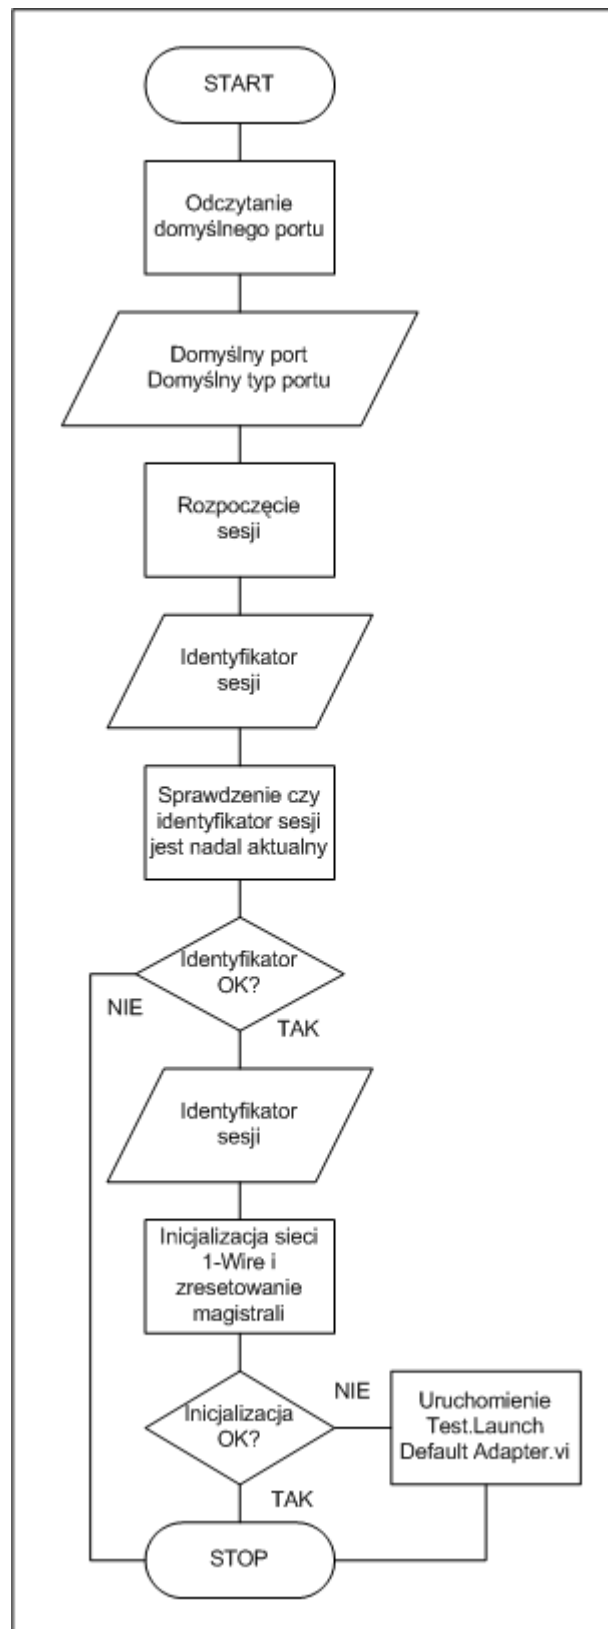 START
Odczytanie
domyślnego portu
Domyślny port
Domyślny typ portu
Rozpoczęcie
sesji
Identyfikator
sesji
Sprawdzenie czy
identyfikator sesji
jest nadal aktualny
Identyfikator
OK?
NIE
TAK
Identyfikator
sesji
Inicjalizacja sieci
1-Wire i
zresetowanie
magistrali
Inicjalizacja
OK?
NIE
Uruchomienie
Test.Launch
Default Adapter.vi
TAK
STOP